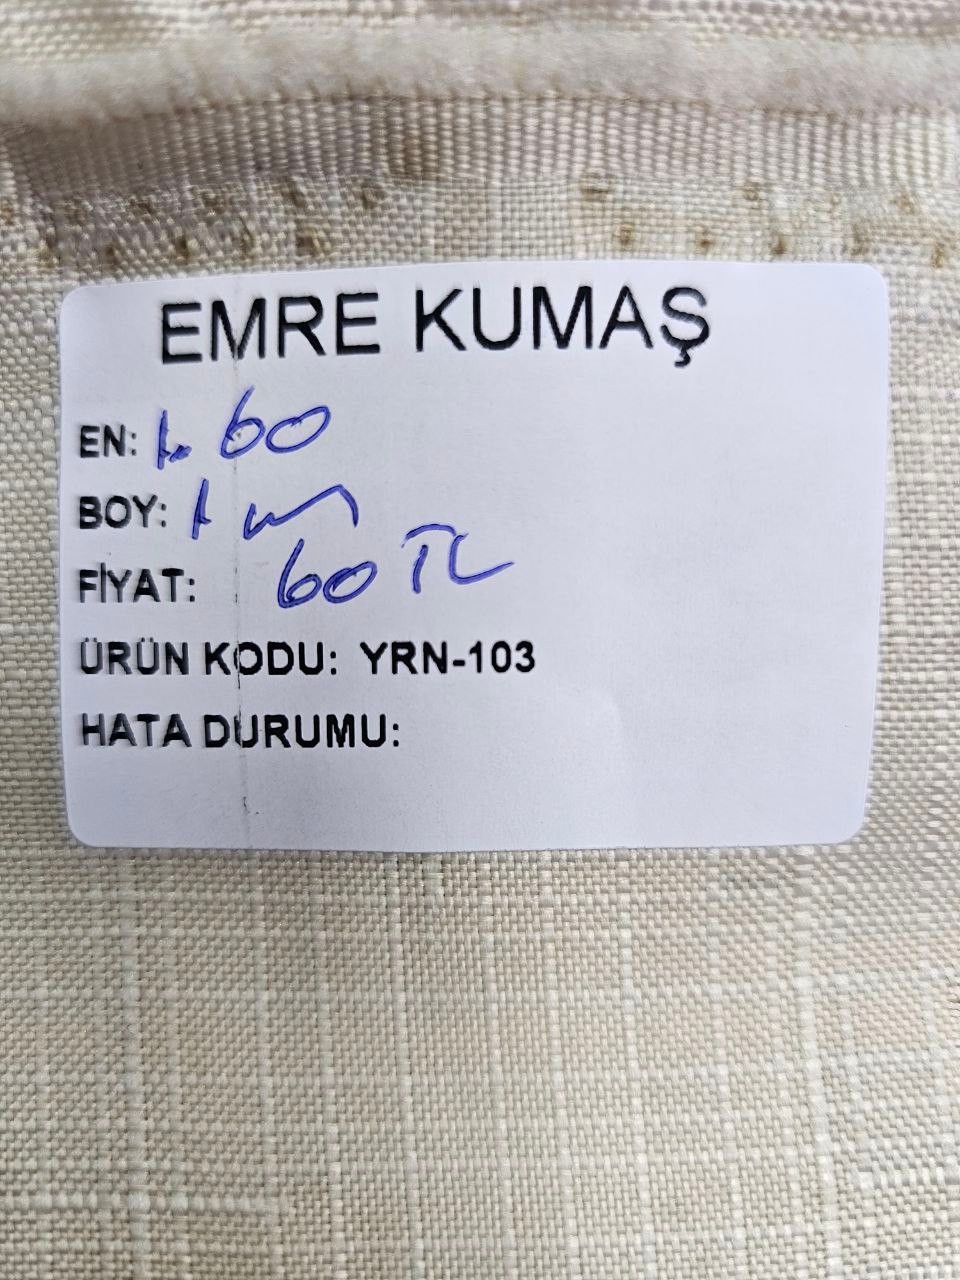 EMRE KUMAŞ
EN: 1.60
BOY: 1 m
FİYAT: 60 TL
ÜRÜN KODU: YRN-103
HATA DURUMU: